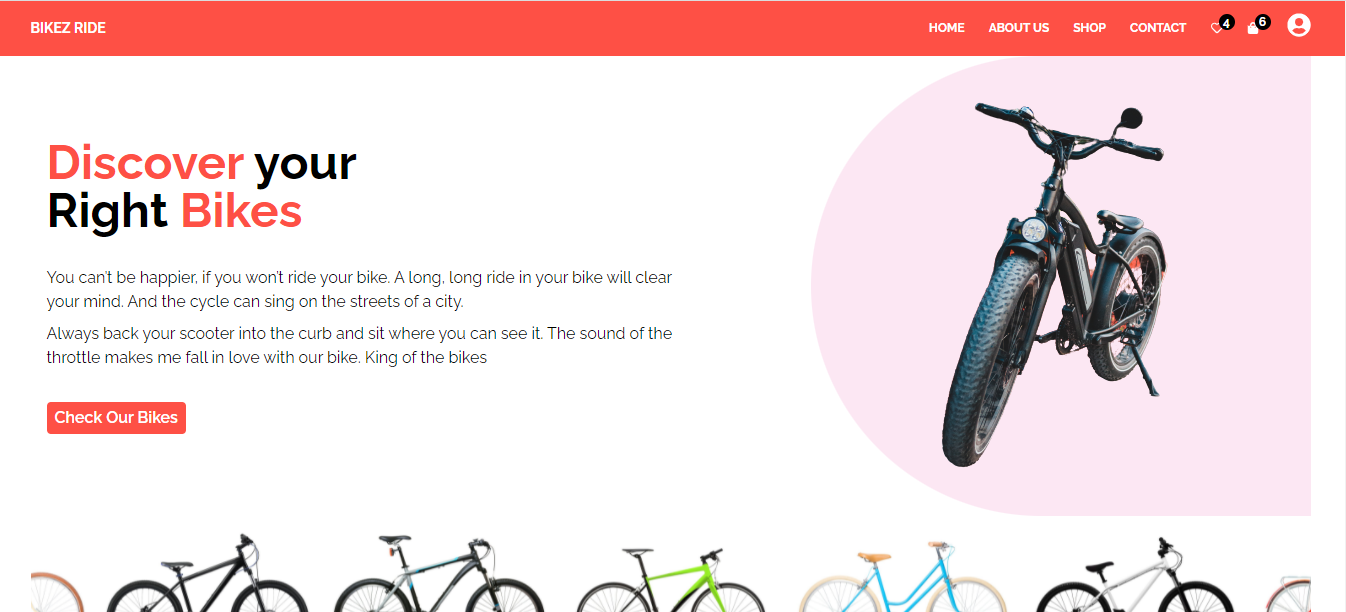 BIKEZ RIDE
HOME ABOUT US SHOP CONTACT 4 6
Discover your
Right Bikes
You can't be happier, if you won't ride your bike. A long, long ride in your bike will clear
your mind. And the cycle can sing on the streets of a city.
Always back your scooter into the curb and sit where you can see it. The sound of the
throttle makes me fall in love with our bike. King of the bikes
Check Our Bikes